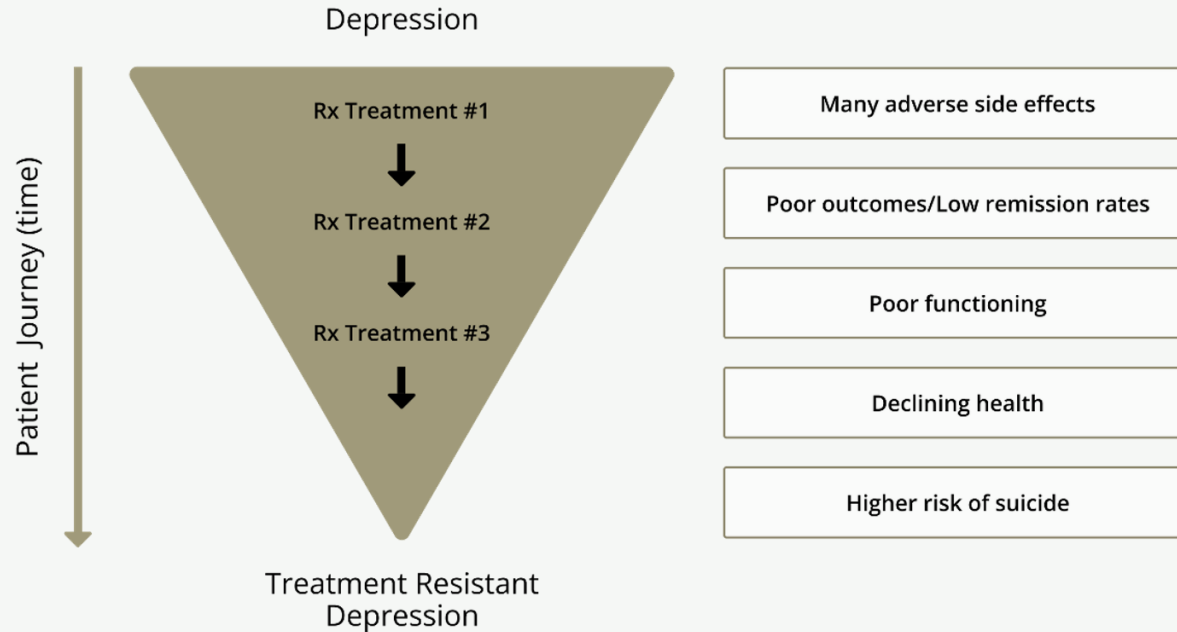 Depression
Patient Journey (time)
Rx Treatment #1
Rx Treatment #2
Rx Treatment #3
Treatment Resistant
Depression
Many adverse side effects
Poor outcomes/Low remission rates
Poor functioning
Declining health
Higher risk of suicide